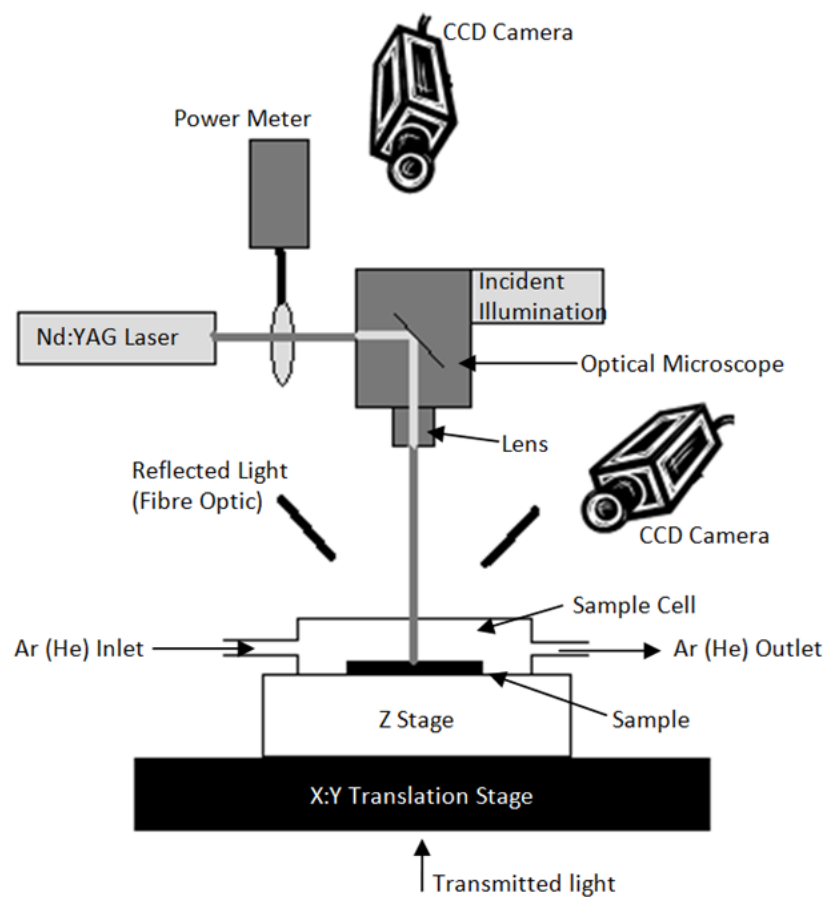 CCD Camera
Power Meter
Incident
Illumination
Nd:YAG Laser
Optical Microscope
Lens
Reflected Light
(Fibre Optic)
CCD Camera
Sample Cell
Ar (He) Inlet
Ar (He) Outlet
Z Stage
Sample
X:Y Translation Stage
Transmitted light